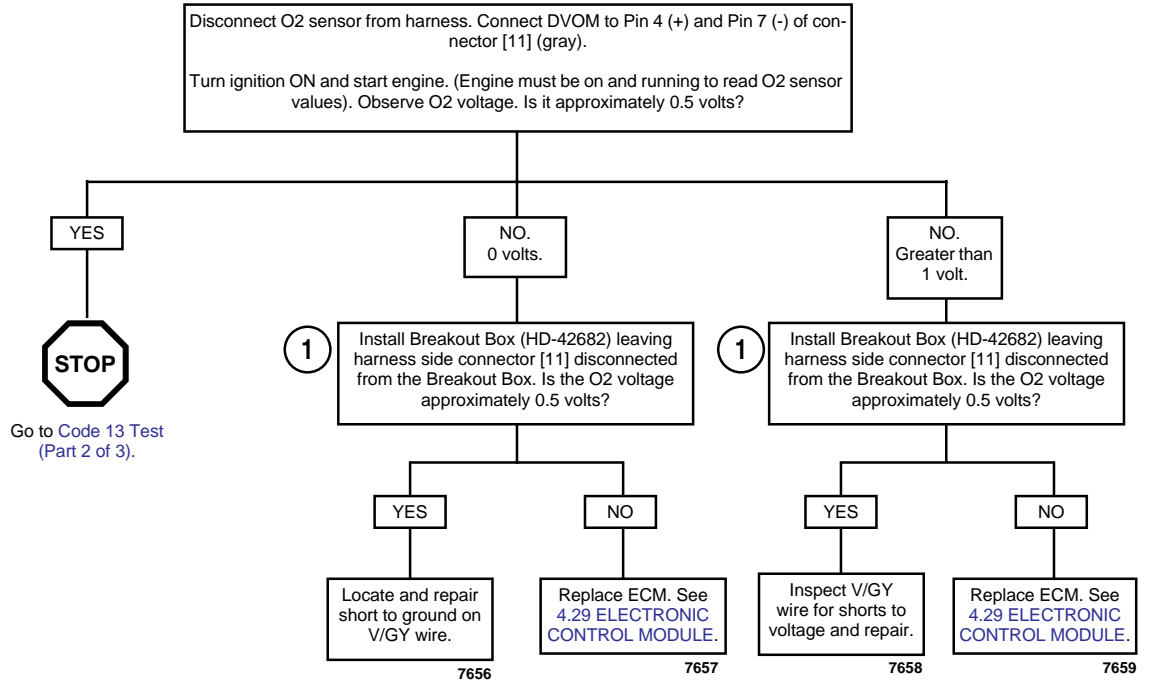 Disconnect O2 sensor from harness. Connect DVOM to Pin 4 (+) and Pin 7 (-) of con-
nector [11] (gray).
Turn ignition ON and start engine. (Engine must be on and running to read O2 sensor
values). Observe O2 voltage. Is it approximately 0.5 volts?
YES
STOP
Go to Code 13 Test
(Part 2 of 3).
NO.
0 volts.
1
Install Breakout Box (HD-42682) leaving
harness side connector [11] disconnected
from the Breakout Box. Is the O2 voltage
approximately 0.5 volts?
YES
Locate and repair
short to ground on
V/GY wire.
7656
NO
Replace ECM. See
4.29 ELECTRONIC
CONTROL MODULE.
7657
NO.
Greater than
1 volt.
1
Install Breakout Box (HD-42682) leaving
harness side connector [11] disconnected
from the Breakout Box. Is the O2 voltage
approximately 0.5 volts?
YES
Inspect V/GY
wire for shorts to
voltage and repair.
7658
NO
Replace ECM. See
4.29 ELECTRONIC
CONTROL MODULE.
7659